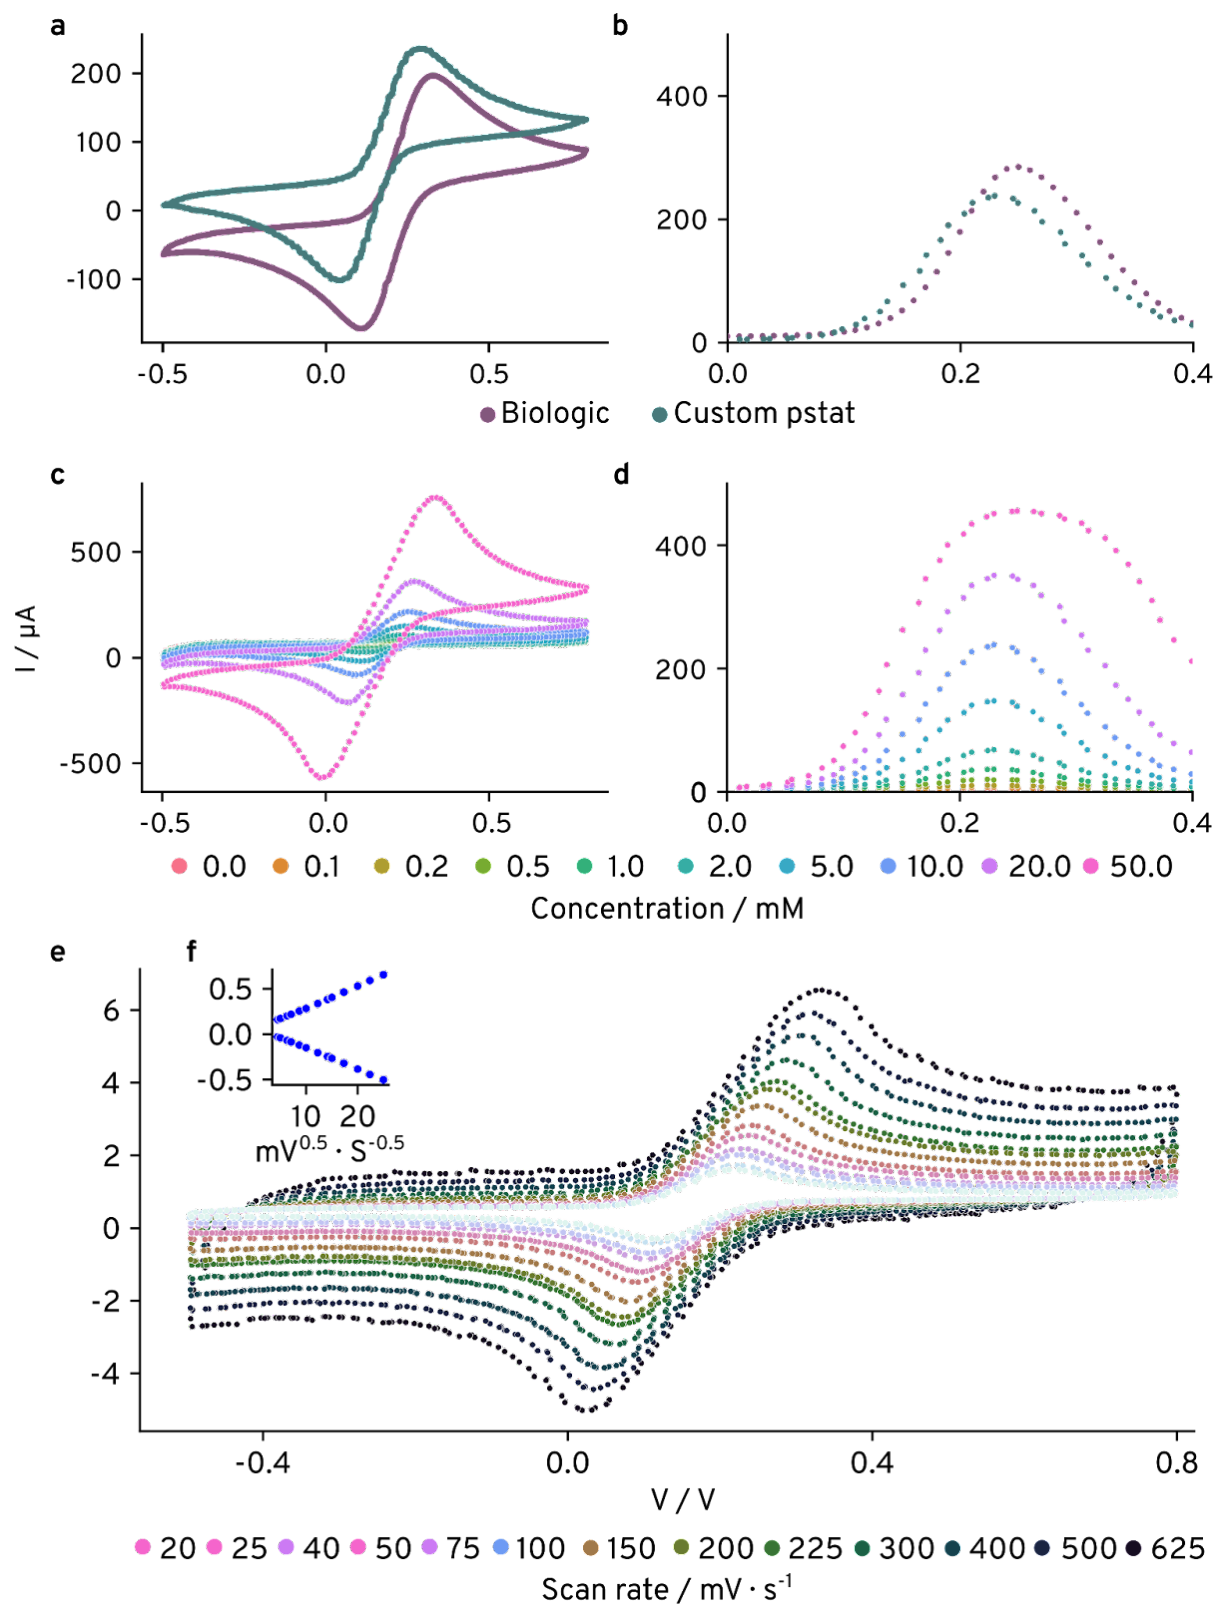 a
b
200
100
0
-100
-0.5
0.0
0.5
400
200
0
0.0
0.2
0.4
Biologic
Custom pstat
c
d
I / µA
500
0
-500
-0.5
0.0
0.5
400
200
0
0.0
0.2
0.4
0.0 0.1 0.2 0.5 1.0 2.0 5.0 10.0 20.0 50.0
Concentration / mM
e
f
0.5
0.0
-0.5
10 20
mV^0.5 · S^-0.5
6
4
2
0
-2
-4
-0.4
0.0
0.4
0.8
V / V
20 25 40 50 75 100 150 200 225 300 400 500 625
Scan rate / mV · s^-1